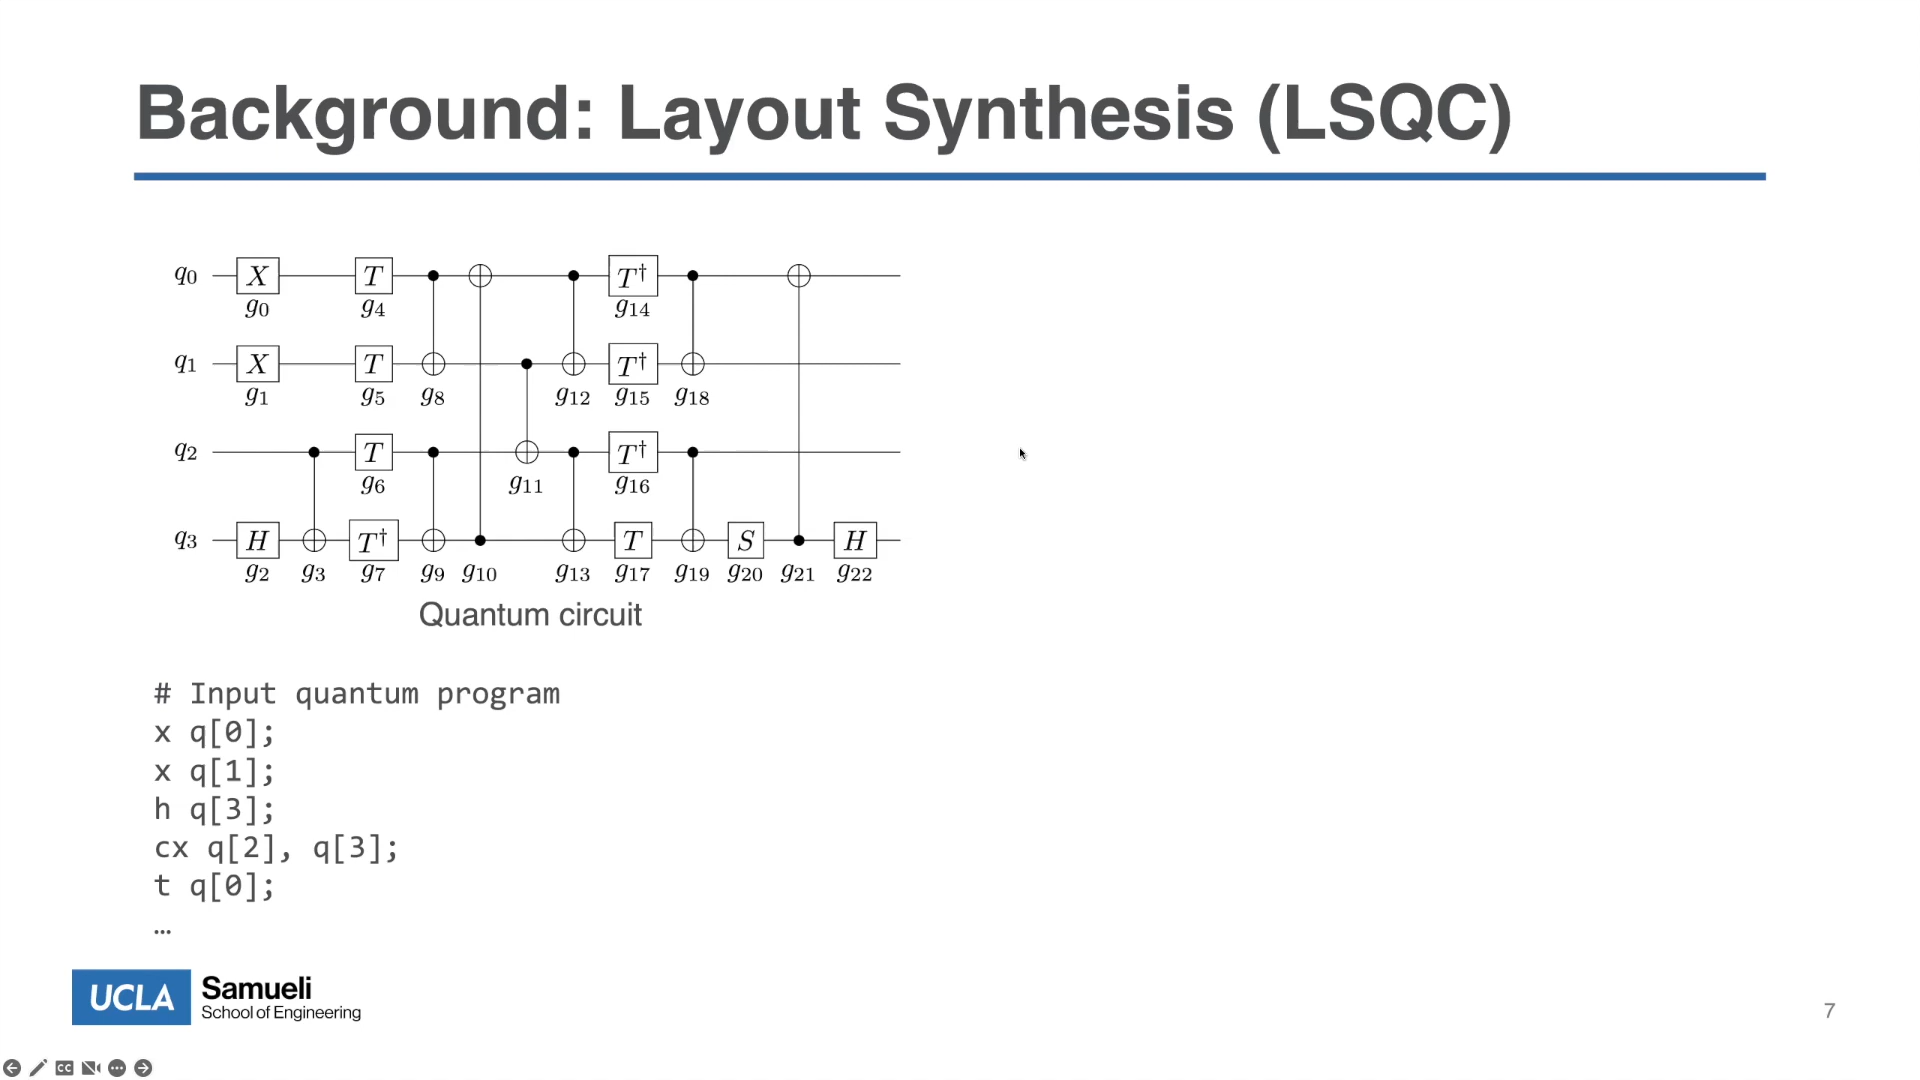 Background: Layout Synthesis (LSQC)
q₀ X T T†
g₀ g₄ g₁₄
q₁ X T T†
g₁ g₅ g₈ g₁₂ g₁₅ g₁₈
q₂ T T†
g₆ g₁₁ g₁₆
q₃ H T† T S H
g₂ g₃ g₇ g₉ g₁₀ g₁₃ g₁₇ g₁₉ g₂₀ g₂₁ g₂₂
Quantum circuit
# Input quantum program
x q[0];
x q[1];
h q[3];
cx q[2], q[3];
t q[0];
…
UCLA Samueli
School of Engineering
7
CC